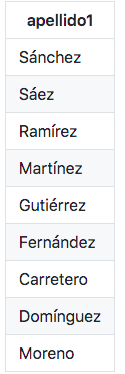 apellido1
Sánchez
Sáez
Ramírez
Martínez
Gutiérrez
Fernández
Carretero
Domínguez
Moreno